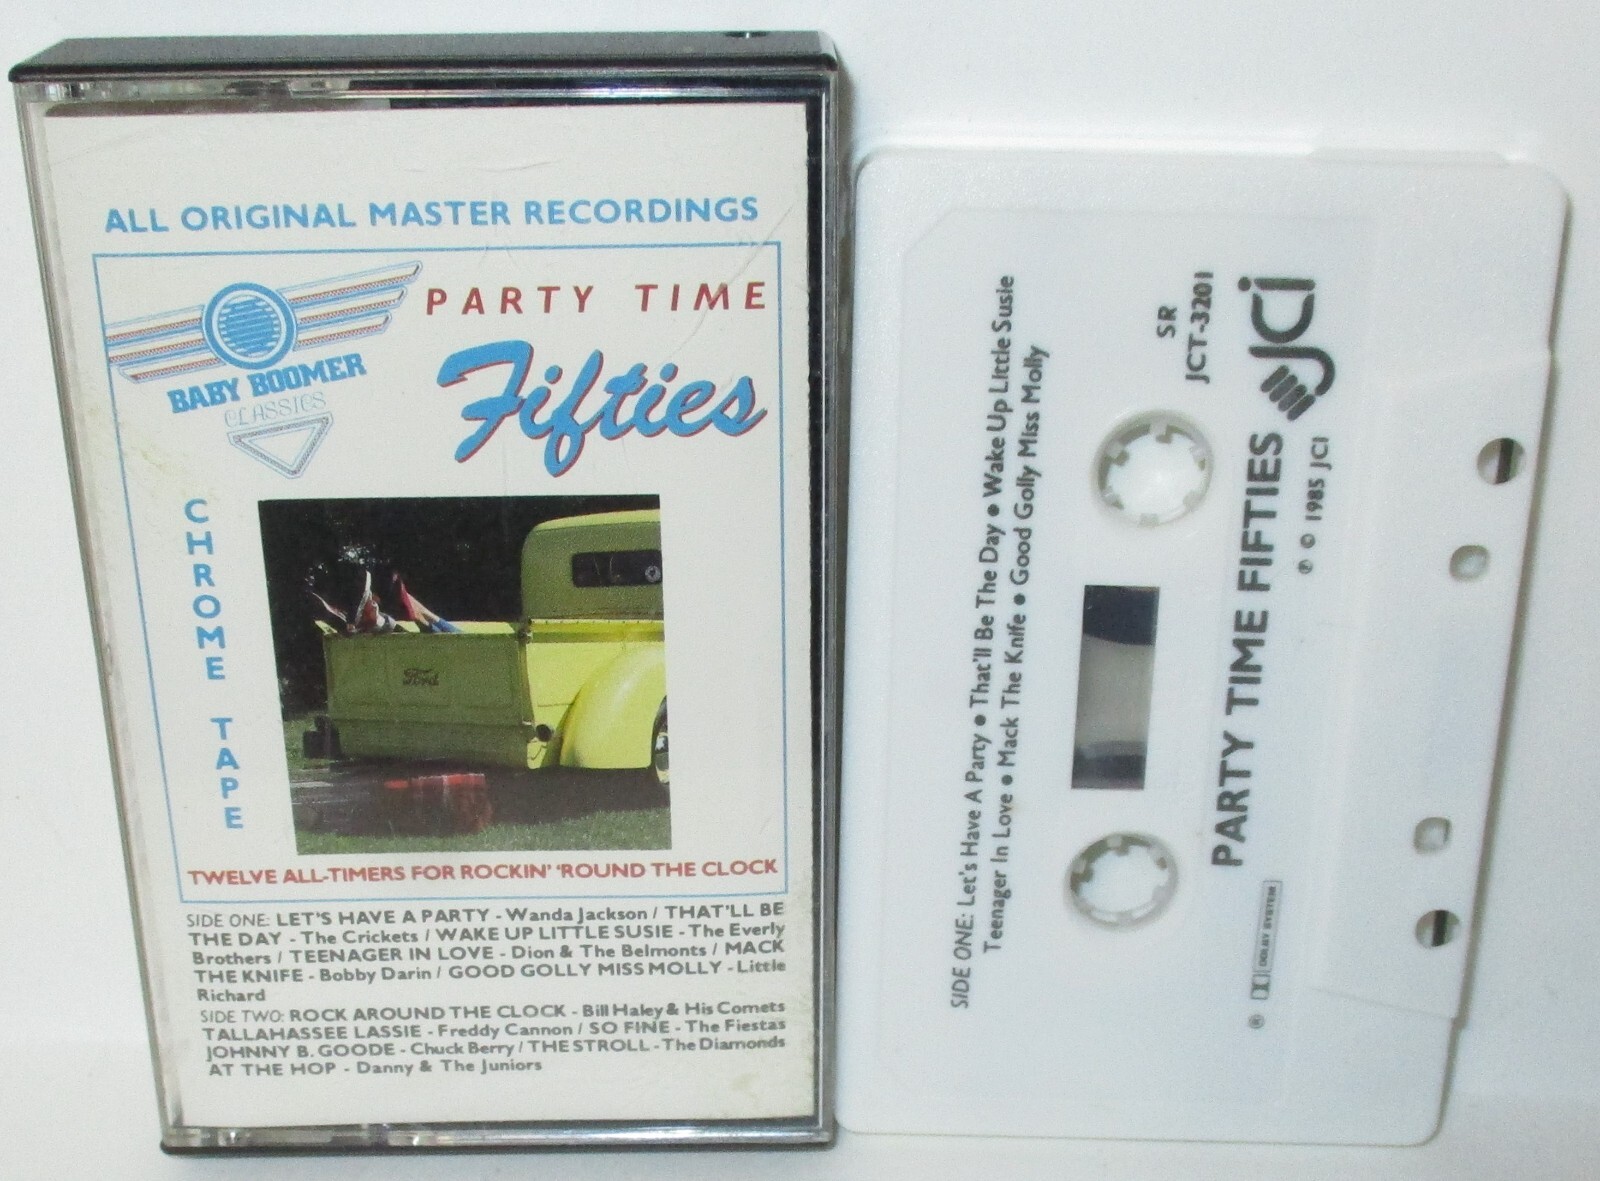 ALL ORIGINAL MASTER RECORDINGS
BABY BOOMER
CLASSICS
PARTY TIME
Fifties
CHROME TAPE
Ford
TWELVE ALL-TIMERS FOR ROCKIN' 'ROUND THE CLOCK
SIDE ONE: LET'S HAVE A PARTY - Wanda Jackson / THAT'LL BE
THE DAY - The Crickets / WAKE UP LITTLE SUSIE - The Everly
Brothers / TEENAGER IN LOVE - Dion & The Belmonts / MACK
THE KNIFE - Bobby Darin / GOOD GOLLY MISS MOLLY - Little
Richard
SIDE TWO: ROCK AROUND THE CLOCK - Bill Haley & His Comets
TALLAHASSEE LASSIE - Freddy Cannon / SO FINE - The Fiestas
JOHNNY B. GOODE - Chuck Berry / THE STROLL - The Diamonds
AT THE HOP - Danny & The Juniors
SIDE ONE: Let's Have A Party • That'll Be The Day • Wake Up Little Susie
Teenager In Love • Mack The Knife • Good Golly Miss Molly
SR
JCT-3201
PARTY TIME FIFTIES
JCI
® DOLBY SYSTEM
℗ © 1985 JCI